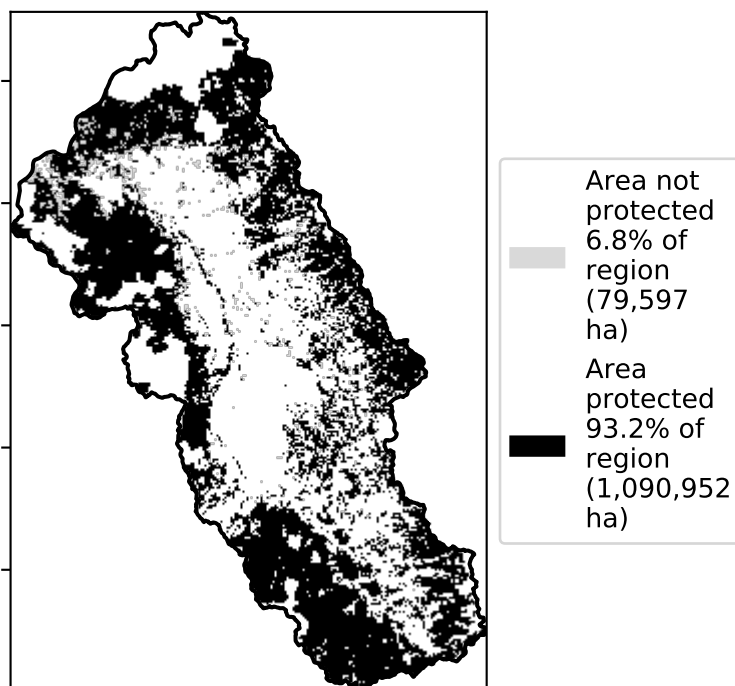 Area not
protected
6.8% of
region
(79,597
ha)
Area
protected
93.2% of
region
(1,090,952
ha)